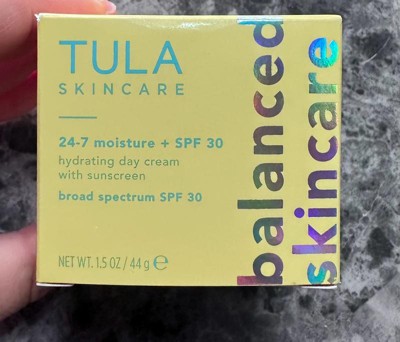 TULA
SKINCARE
24-7 moisture + SPF 30
hydrating day cream
with sunscreen
broad spectrum SPF 30
NET WT. 1.5 OZ / 44 g ℮
balanced
skincare